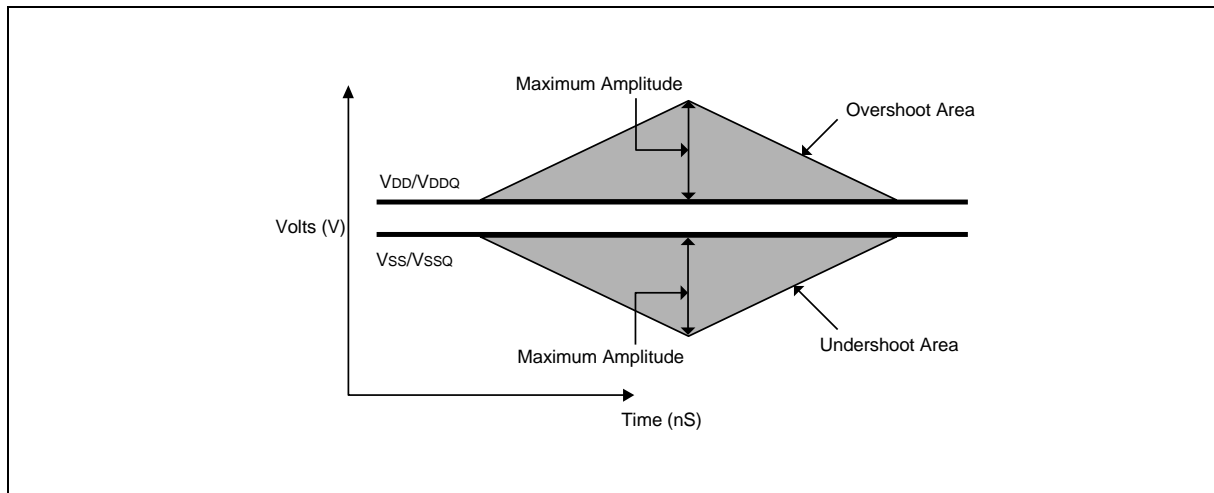 Maximum Amplitude
Overshoot Area
VDD/VDDQ
Volts (V)
VSS/VSSQ
Maximum Amplitude
Undershoot Area
Time (nS)